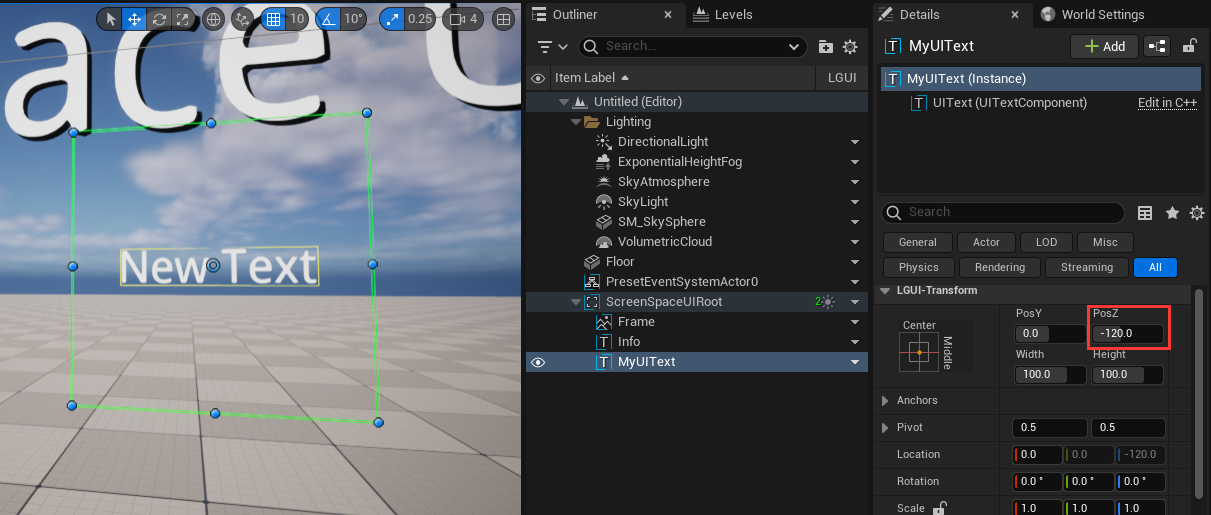 10
10°
0.25
4
ace
New Text
Outliner
Levels
Search...
Item Label
LGUI
Untitled (Editor)
Lighting
DirectionalLight
ExponentialHeightFog
SkyAtmosphere
SkyLight
SM_SkySphere
VolumetricCloud
Floor
PresetEventSystemActor0
ScreenSpaceUIRoot
2
Frame
Info
MyUIText
Details
World Settings
MyUIText
Add
MyUIText (Instance)
UIText (UITextComponent)
Edit in C++
Search
General
Actor
LOD
Misc
Physics
Rendering
Streaming
All
LGUI-Transform
PosY
PosZ
Center
0.0
-120.0
Middle
Width
Height
100.0
100.0
Anchors
Pivot
0.5
0.5
Location
0.0
0.0
-120.0
Rotation
0.0 °
0.0 °
0.0 °
Scale
1.0
1.0
1.0